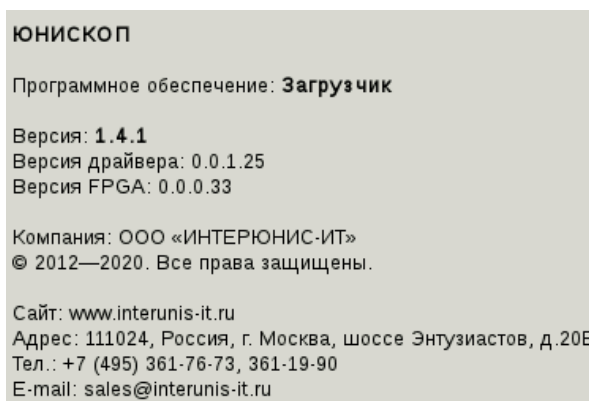 ЮНИСКОП
Программное обеспечение: Загрузчик
Версия: 1.4.1
Версия драйвера: 0.0.1.25
Версия FPGA: 0.0.0.33
Компания: ООО «ИНТЕРЮНИС-ИТ»
© 2012—2020. Все права защищены.
Сайт: www.interunis-it.ru
Адрес: 111024, Россия, г. Москва, шоссе Энтузиастов, д.20Б
Тел.: +7 (495) 361-76-73, 361-19-90
E-mail: sales@interunis-it.ru